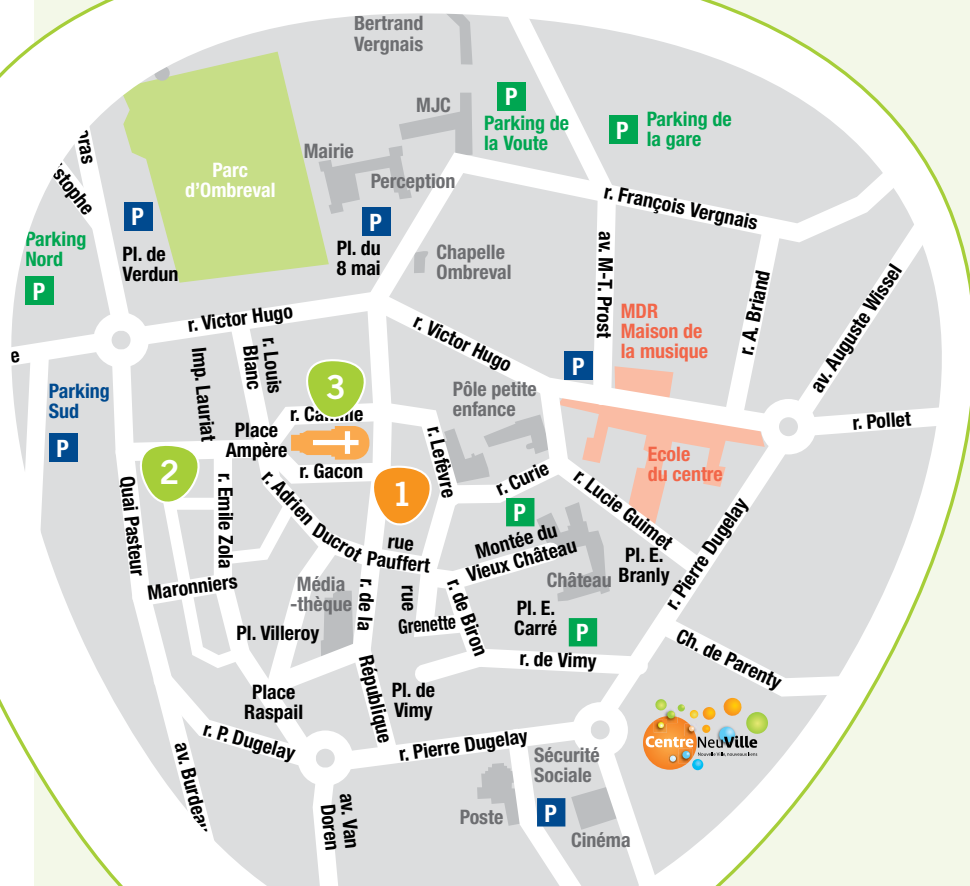 Bertrand
Vergnais
MJC
P
Parking de
la Voute
P
Parking de
la gare
Mairie
Perception
Parc
d'Ombreval
P
Pl. du
8 mai
P
Pl. de
Verdun
Parking
Nord
P
r. François Vergnais
Chapelle
Ombreval
av. M-T. Prost
r. A. Briand
av. Auguste Wissel
r. Victor Hugo
r. Victor Hugo
MDR
Maison de
la musique
P
Imp. Lauriat
r. Louis
Blanc
3
Parking
Sud
P
Pôle petite
enfance
r. Pollet
Place
Ampère
r. Gacon
r. Lefèvre
1
2
Ecole
du centre
r. Curie
r. Lucie Guimet
P
Montée du
Vieux Château
Château
Pl. E.
Branly
r. Pierre Dugelay
Quai Pasteur
r. Emile Zola
r. Adrien Ducrot
rue
Pauffert
Maronniers
Média
-thèque
r. de la
République
rue
Grenette
r. de Biron
Pl. E.
Carré
P
Pl. Villeroy
r. de Vimy
Ch. de Parenty
Place
Raspail
Pl. de
Vimy
r. P. Dugelay
r. Pierre Dugelay
Centre NeuVille
av. Burdeau
av. Van
Doren
Poste
Sécurité
Sociale
P
Cinéma